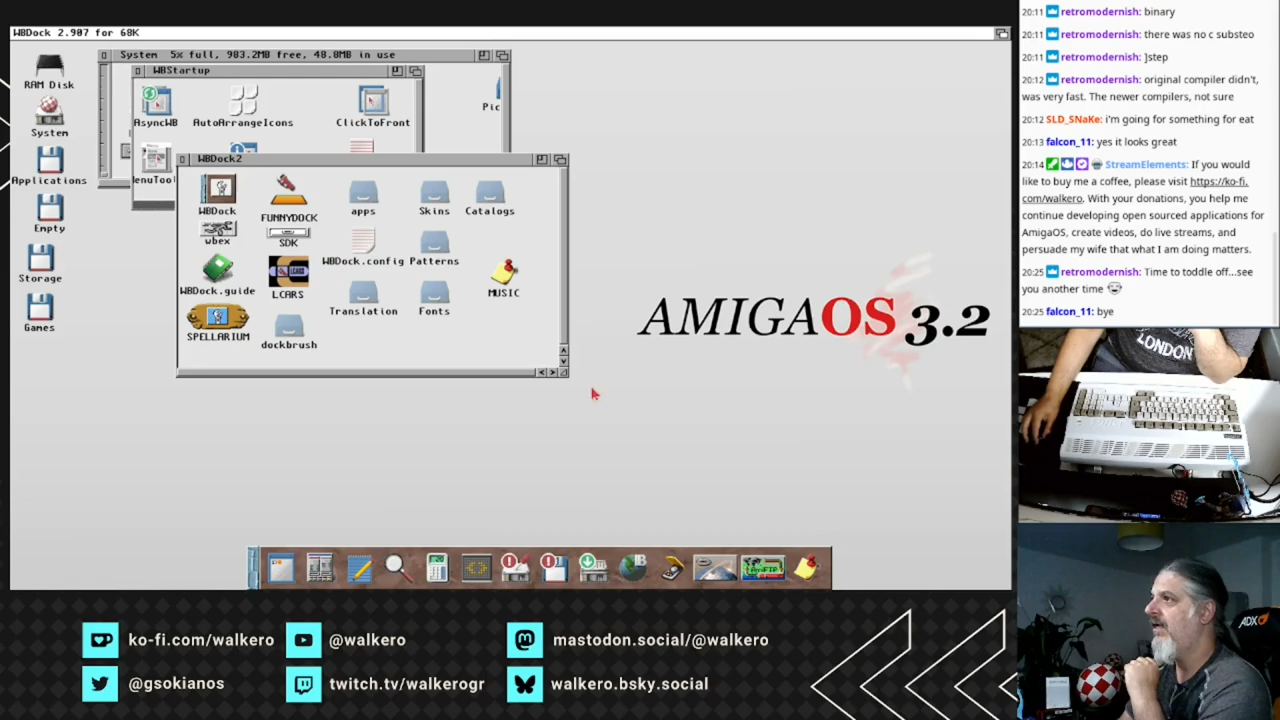 WBDock 2.907 for 68K
System 5x full, 983.2MB free, 48.8MB in use
WBStartup
RAM Disk
AsyncWB
AutoArrangeIcons
ClickToFront
Pic
System
WBDock2
Applications
WBDock
FUNNYDOCK
apps
Skins
Catalogs
wbex
SDK
WBDock.config
Patterns
Empty
WBDock.guide
LCARS
LCARS
Translation
Fonts
MUSIC
Storage
SPELLARIUM
dockbrush
Games
AMIGAOS 3.2
20:11 retromodernish: binary
20:11 retromodernish: there was no c substeo
20:11 retromodernish: ]step
20:12 retromodernish: original compiler didn't,
was very fast. The newer compilers, not sure
20:12 SLD_SNaKe: i'm going for something for eat
20:13 falcon_11: yes it looks great
20:14 StreamElements: If you would
like to buy me a coffee, please visit https://ko-fi.
com/walkero. With your donations, you help me
continue developing open sourced applications for
AmigaOS, create videos, do live streams, and
persuade my wife that what I am doing matters.
20:25 retromodernish: Time to toddle off...see
you another time
20:25 falcon_11: bye
LONDON
ADX
ko-fi.com/walkero
@walkero
mastodon.social/@walkero
@gsokianos
twitch.tv/walkerogr
walkero.bsky.social